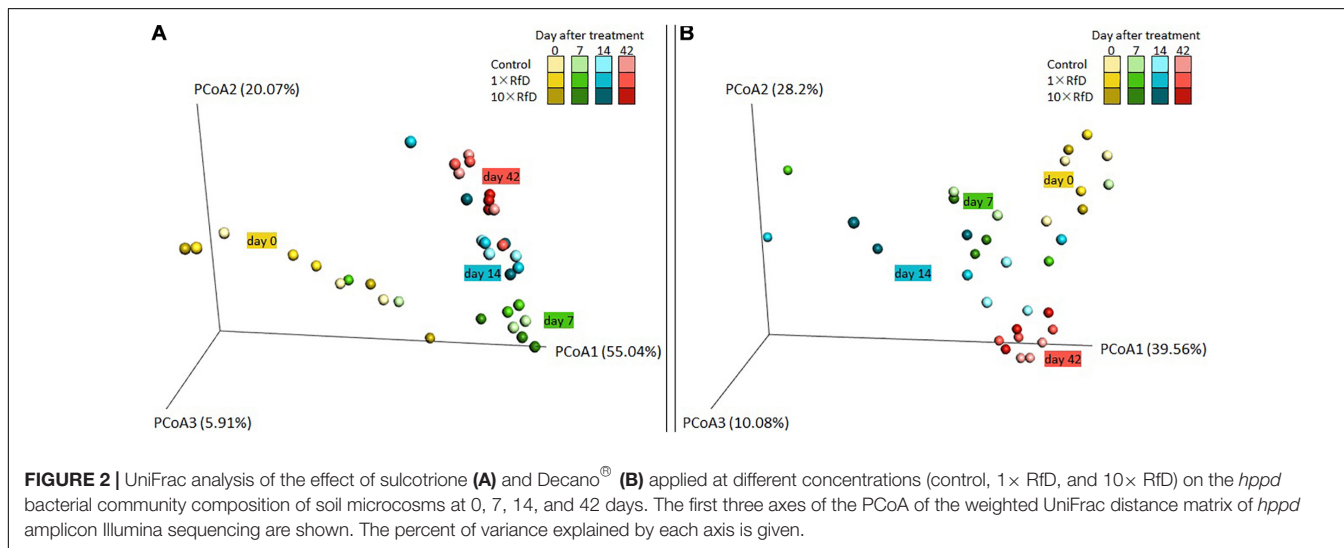 A
Day after treatment
0 7 14 42
Control
1×RfD
10×RfD
PCoA2 (20.07%)
day 42
day 0
day 14
day 7
PCoA1 (55.04%)
PCoA3 (5.91%)
B
Day after treatment
0 7 14 42
Control
1×RfD
10×RfD
PCoA2 (28.2%)
day 0
day 7
day 14
PCoA1 (39.56%)
day 42
PCoA3 (10.08%)
FIGURE 2 | UniFrac analysis of the effect of sulcotrione (A) and Decano® (B) applied at different concentrations (control, 1× RfD, and 10× RfD) on the hppd
bacterial community composition of soil microcosms at 0, 7, 14, and 42 days. The first three axes of the PCoA of the weighted UniFrac distance matrix of hppd
amplicon Illumina sequencing are shown. The percent of variance explained by each axis is given.